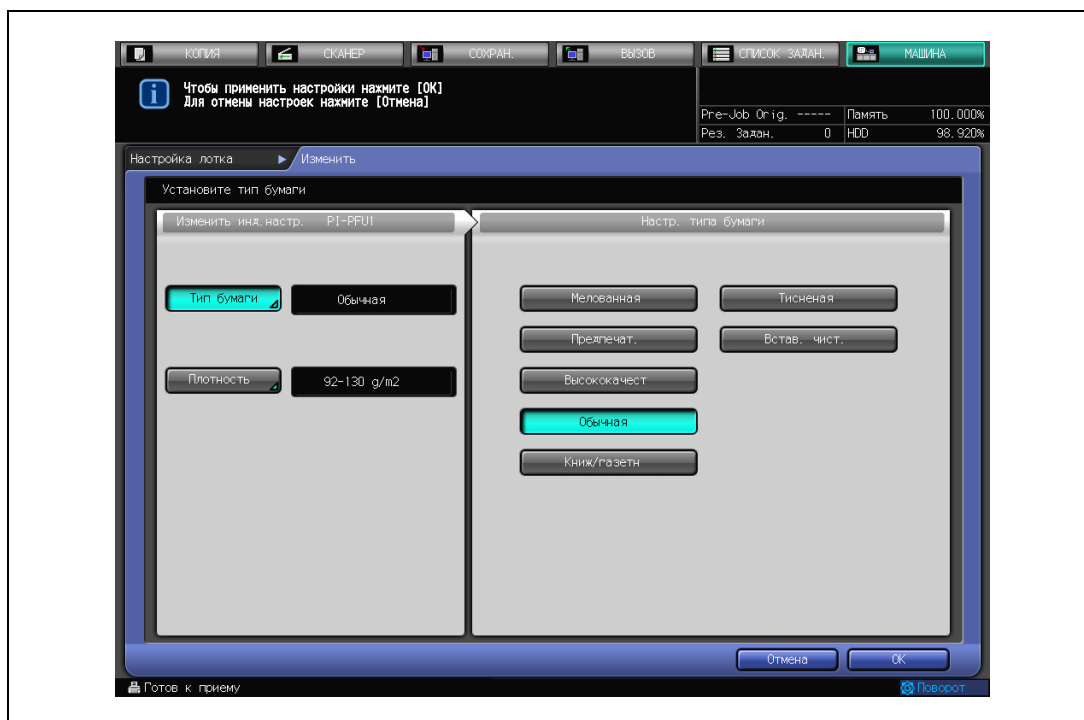 КОПИЯ СКАНЕР СОХРАН. ВЫЗОВ СПИСОК ЗАДАН. МАШИНА
Чтобы применить настройки нажмите [OK]
Для отмены настроек нажмите [Отмена]
Pre-Job Orig. ----- Память 100.000%
Рез. Задан. 0 HDD 98.920%
Настройка лотка Изменить
Установите тип бумаги
Изменить инд.настр. PI-PFU1 Настр. типа бумаги
Тип бумаги Обычная Мелованная Тисненая
Предпечат. Встав. чист.
Плотность 92-130 g/m2 Высококачест
Обычная
Книж/газетн
Отмена OK
Готов к приему Поворот